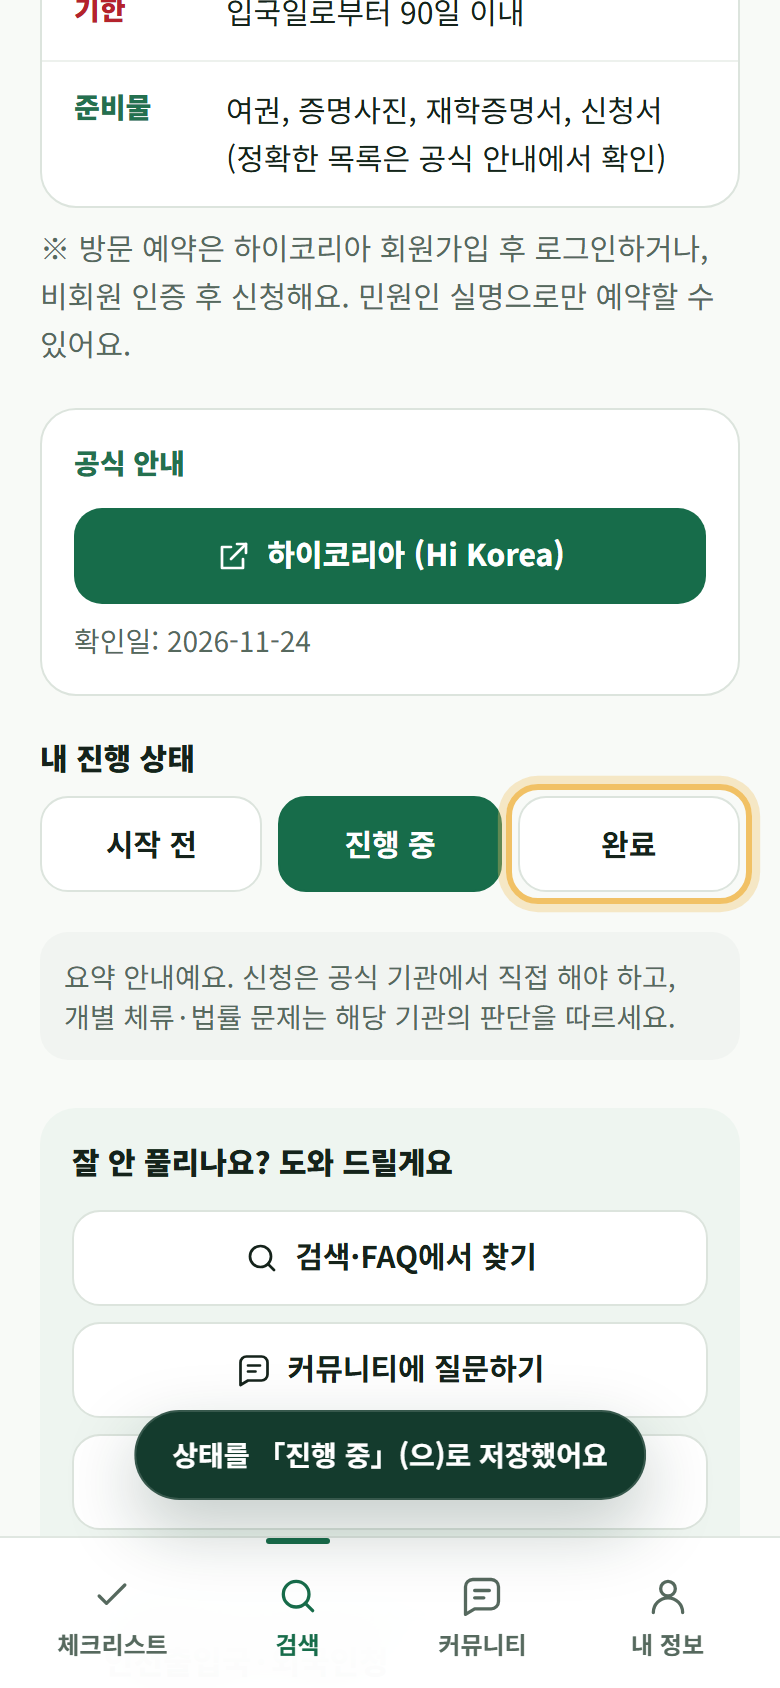 기한
입국일로부터 90일 이내
준비물
여권, 증명사진, 재학증명서, 신청서
(정확한 목록은 공식 안내에서 확인)
※ 방문 예약은 하이코리아 회원가입 후 로그인하거나,
비회원 인증 후 신청해요. 민원인 실명으로만 예약할 수
있어요.
공식 안내
하이코리아 (Hi Korea)
확인일: 2026-11-24
내 진행 상태
시작 전
진행 중
완료
요약 안내예요. 신청은 공식 기관에서 직접 해야 하고,
개별 체류·법률 문제는 해당 기관의 판단을 따르세요.
잘 안 풀리나요? 도와 드릴게요
검색·FAQ에서 찾기
커뮤니티에 질문하기
상태를 「진행 중」(으)로 저장했어요
체크리스트
검색
커뮤니티
내 정보